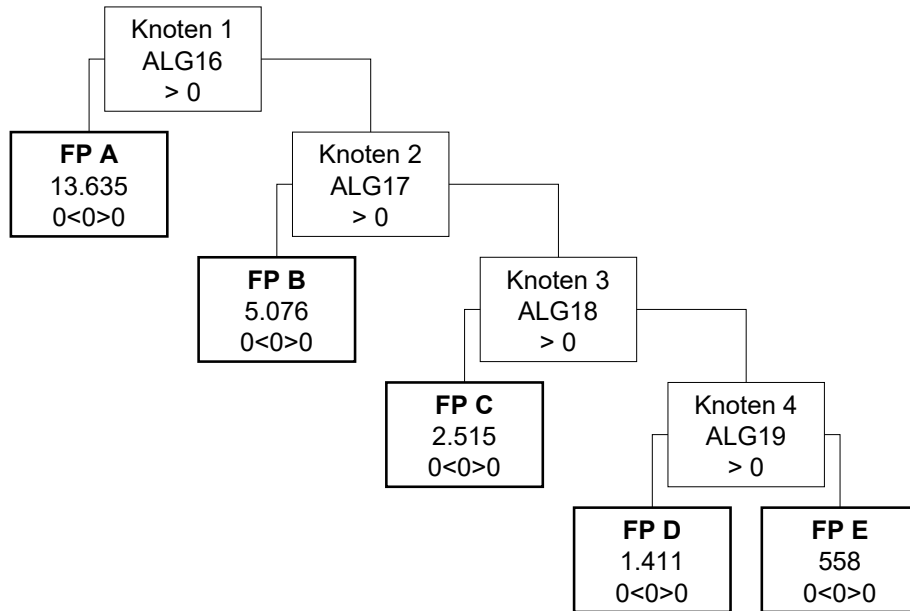 Knoten 1
ALG16
> 0
FP A
13.635
0<0>0
Knoten 2
ALG17
> 0
FP B
5.076
0<0>0
Knoten 3
ALG18
> 0
FP C
2.515
0<0>0
Knoten 4
ALG19
> 0
FP D
1.411
0<0>0
FP E
558
0<0>0